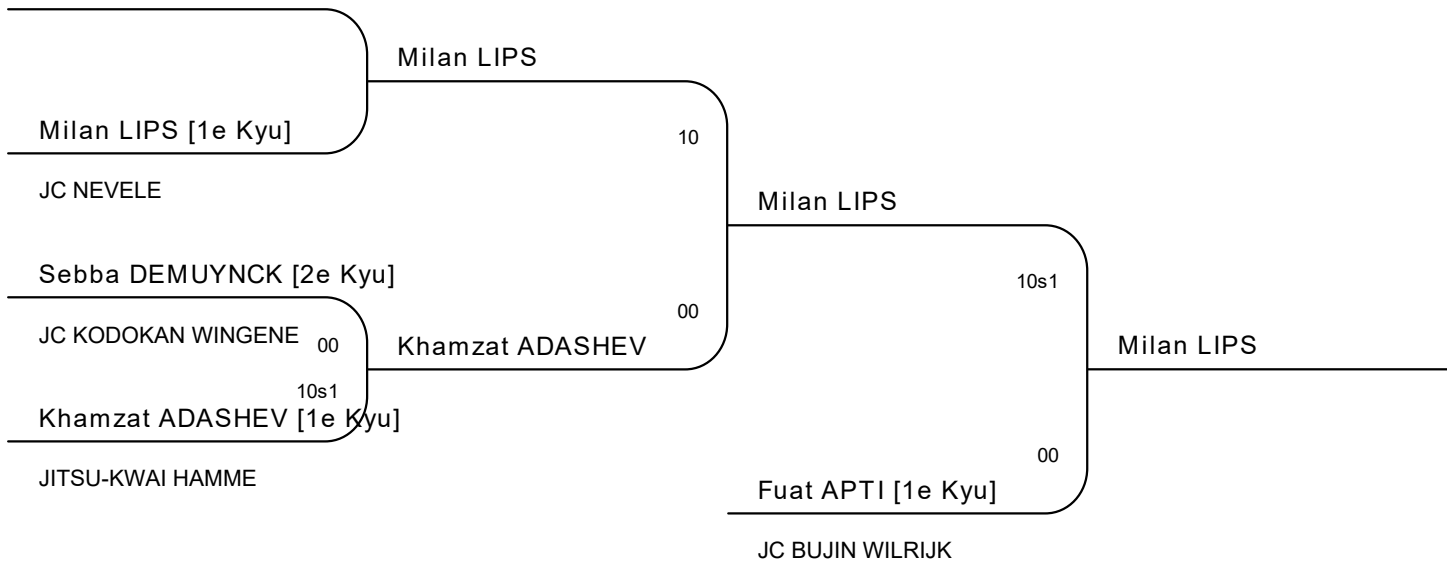 Milan LIPS
Milan LIPS [1e Kyu]
10
JC NEVELE
Milan LIPS
Sebba DEMUYNCK [2e Kyu]
10s1
00
JC KODOKAN WINGENE
00
Khamzat ADASHEV
Milan LIPS
10s1
Khamzat ADASHEV [1e Kyu]
00
JITSU-KWAI HAMME
Fuat APTI [1e Kyu]
JC BUJIN WILRIJK